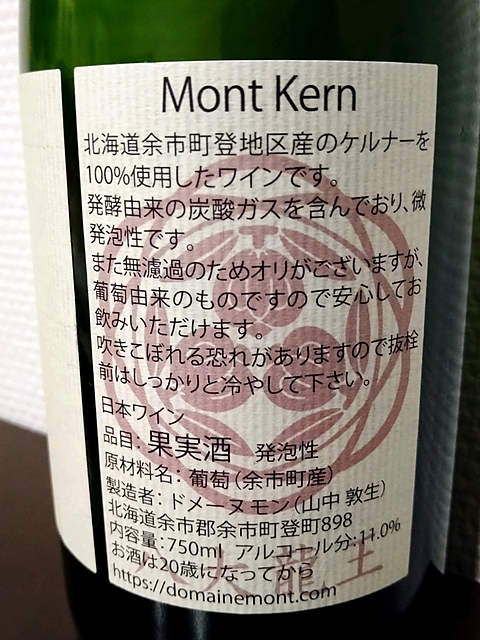 Mont Kern
北海道余市町登地区産のケルナーを
100%使用したワインです。
発酵由来の炭酸ガスを含んでおり、微
発泡性です。
また無濾過のためオリがございますが、
葡萄由来のものですので安心してお
飲みいただけます。
吹きこぼれる恐れがありますので抜栓
前はしっかりと冷やして下さい。
日本ワイン
品目：果実酒　発泡性
原材料名：葡萄（余市町産）
製造者：ドメーヌモン（山中 敦生）
北海道余市郡余市町登町898
内容量：750ml アルコール分：11.0%
お酒は20歳になってから
https://domainemont.com